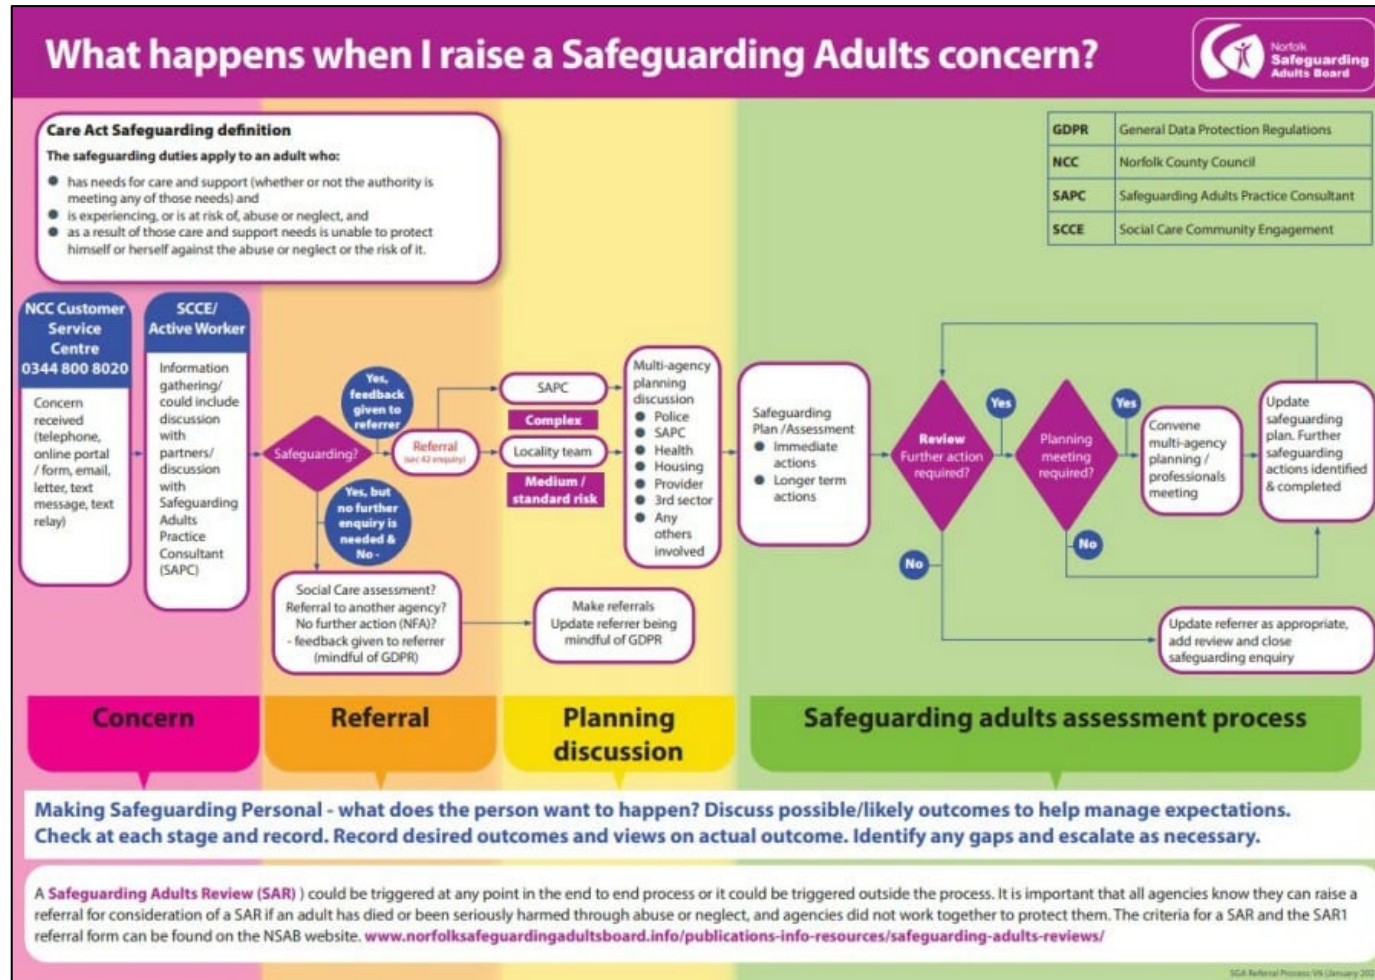 What happens when I raise a Safeguarding Adults concern?
Norfolk
Safeguarding
Adults Board
Care Act Safeguarding definition
The safeguarding duties apply to an adult who:
● has needs for care and support (whether or not the authority is
meeting any of those needs) and
● is experiencing, or is at risk of, abuse or neglect, and
● as a result of those care and support needs is unable to protect
himself or herself against the abuse or neglect or the risk of it.
GDPR General Data Protection Regulations
NCC Norfolk County Council
SAPC Safeguarding Adults Practice Consultant
SCCE Social Care Community Engagement
NCC Customer
Service
Centre
0344 800 8020
Concern
received
(telephone,
online portal
/ form, email,
letter, text
message, text
relay)
SCCE/
Active Worker
Information
gathering/
could include
discussion
with
partners/
discussion
with
Safeguarding
Adults
Practice
Consultant
(SAPC)
Safeguarding?
Yes,
feedback
given to
referrer
Referral
(sec 42 enquiry)
Yes, but
no further
enquiry is
needed &
No -
Social Care assessment?
Referral to another agency?
No further action (NFA)?
- feedback given to referrer
(mindful of GDPR)
SAPC
Complex
Locality team
Medium /
standard risk
Multi-agency
planning
discussion
● Police
● SAPC
● Health
● Housing
● Provider
● 3rd sector
● Any
others
involved
Make referrals
Update referrer being
mindful of GDPR
Safeguarding
Plan /Assessment
● Immediate
actions
● Longer term
actions
Review
Further action
required?
Yes
No
Planning
meeting
required?
Yes
No
Convene
multi-agency
planning /
professionals
meeting
Update
safeguarding
plan. Further
safeguarding
actions identified
& completed
Update referrer as appropriate,
add review and close
safeguarding enquiry
Concern
Referral
Planning
discussion
Safeguarding adults assessment process
Making Safeguarding Personal - what does the person want to happen? Discuss possible/likely outcomes to help manage expectations.
Check at each stage and record. Record desired outcomes and views on actual outcome. Identify any gaps and escalate as necessary.
A Safeguarding Adults Review (SAR) ) could be triggered at any point in the end to end process or it could be triggered outside the process. It is important that all agencies know they can raise a
referral for consideration of a SAR if an adult has died or been seriously harmed through abuse or neglect, and agencies did not work together to protect them. The criteria for a SAR and the SAR1
referral form can be found on the NSAB website. www.norfolksafeguardingadultsboard.info/publications-info-resources/safeguarding-adults-reviews/
SGA Referral Process V6 (January